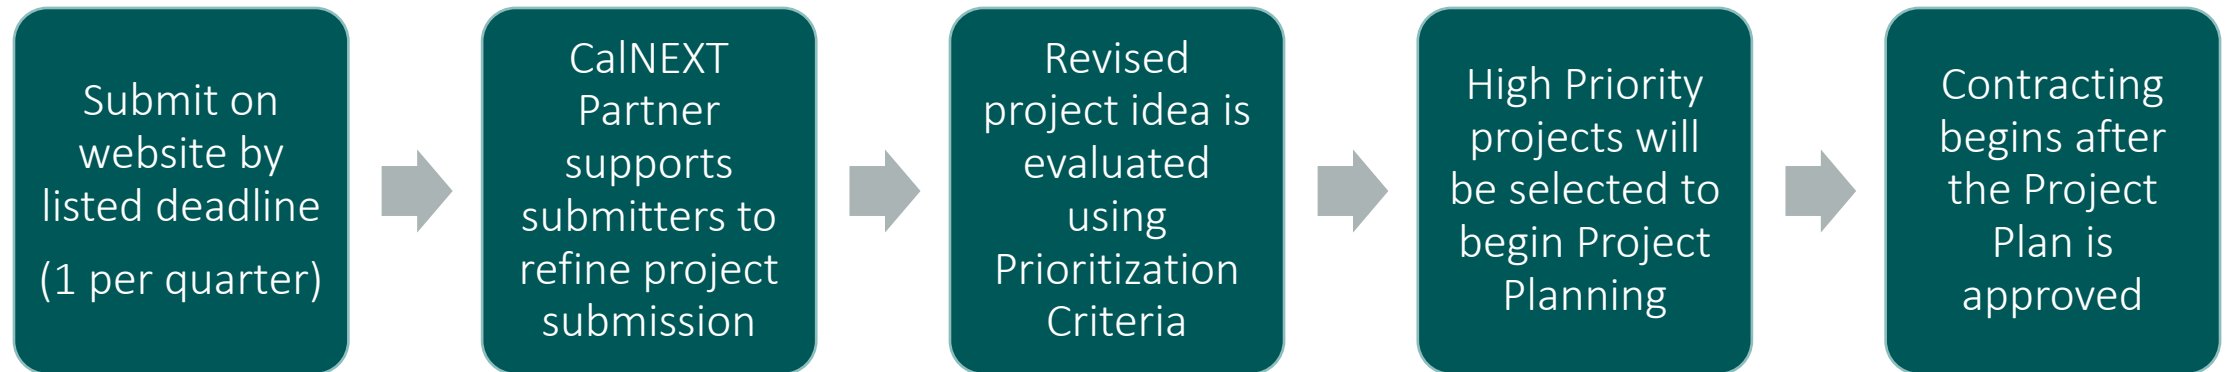 Submit on
website by
listed deadline
(1 per quarter)
CalNEXT
Partner
supports
submitters to
refine project
submission
Revised
project idea is
evaluated
using
Prioritization
Criteria
High Priority
projects will
be selected to
begin Project
Planning
Contracting
begins after
the Project
Plan is
approved